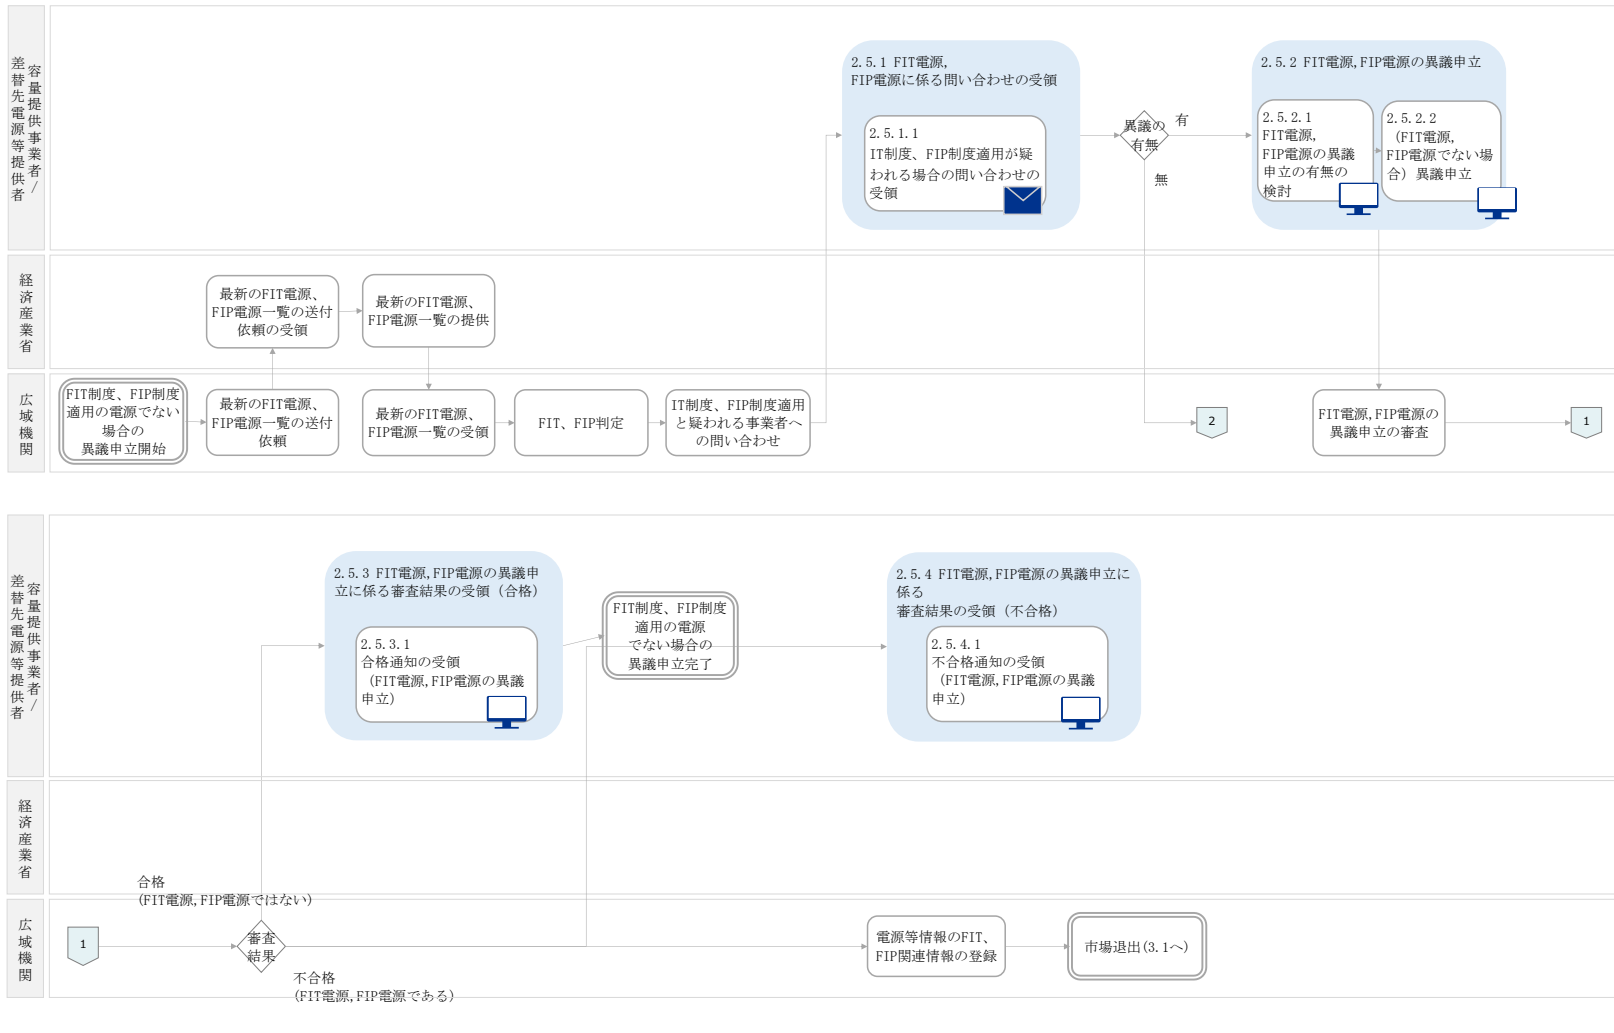 容量提供事業者/
差替先電源等提供者
2.5.1 FIT電源,
FIP電源に係る問い合わせの受領
2.5.1.1
IT制度、FIP制度適用が疑
われる場合の問い合わせの
受領
異議の
有無
有
無
2.5.2 FIT電源,FIP電源の異議申立
2.5.2.1
FIT電源,
FIP電源の異議
申立の有無の
検討
2.5.2.2
(FIT電源,
FIP電源でない場
合)異議申立
経済産業省
最新のFIT電源、
FIP電源一覧の送付
依頼の受領
最新のFIT電源、
FIP電源一覧の提供
広域機関
FIT制度、FIP制度
適用の電源でない
場合の
異議申立開始
最新のFIT電源、
FIP電源一覧の送付
依頼
最新のFIT電源、
FIP電源一覧の受領
FIT、FIP判定
IT制度、FIP制度適用
と疑われる事業者へ
の問い合わせ
2
FIT電源,FIP電源の
異議申立の審査
1
容量提供事業者/
差替先電源等提供者
2.5.3 FIT電源,FIP電源の異議申
立に係る審査結果の受領(合格)
2.5.3.1
合格通知の受領
(FIT電源,FIP電源の異議
申立)
FIT制度、FIP制度
適用の電源
でない場合の
異議申立完了
2.5.4 FIT電源,FIP電源の異議申立に
係る
審査結果の受領(不合格)
2.5.4.1
不合格通知の受領
(FIT電源,FIP電源の異議
申立)
経済産業省
合格
(FIT電源,FIP電源ではない)
広域機関
1
審査
結果
不合格
(FIT電源,FIP電源である)
電源等情報のFIT、
FIP関連情報の登録
市場退出(3.1へ)